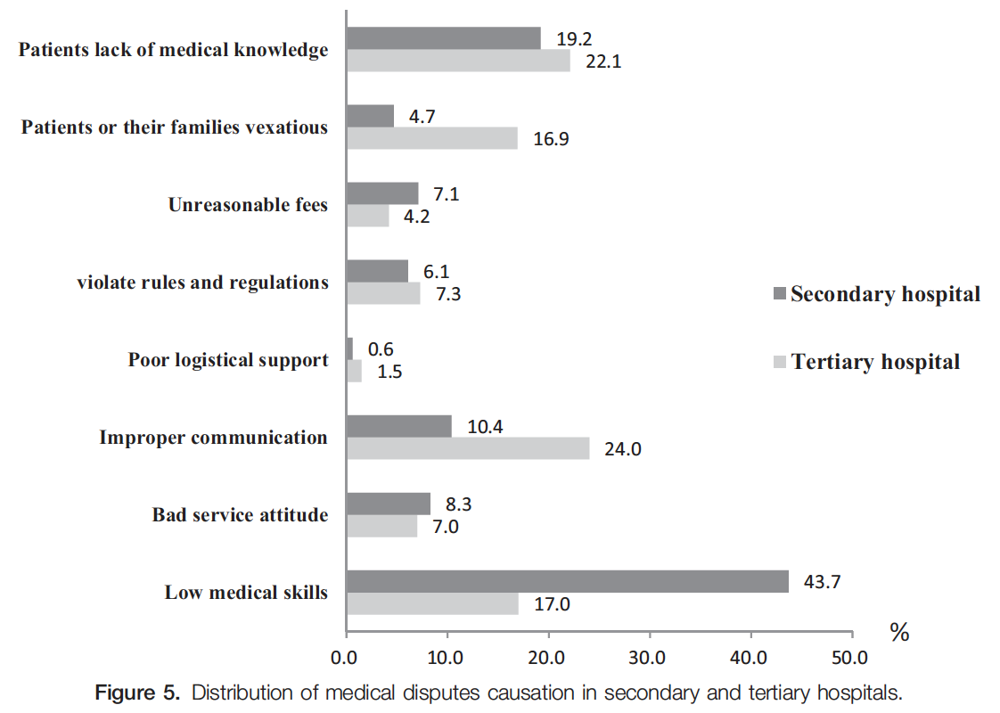 Patients lack of medical knowledge
19.2
22.1
Patients or their families vexatious
4.7
16.9
Unreasonable fees
7.1
4.2
violate rules and regulations
6.1
7.3
Secondary hospital
Poor logistical support
0.6
1.5
Tertiary hospital
Improper communication
10.4
24.0
Bad service attitude
8.3
7.0
Low medical skills
43.7
17.0
%
0.0 10.0 20.0 30.0 40.0 50.0
Figure 5. Distribution of medical disputes causation in secondary and tertiary hospitals.